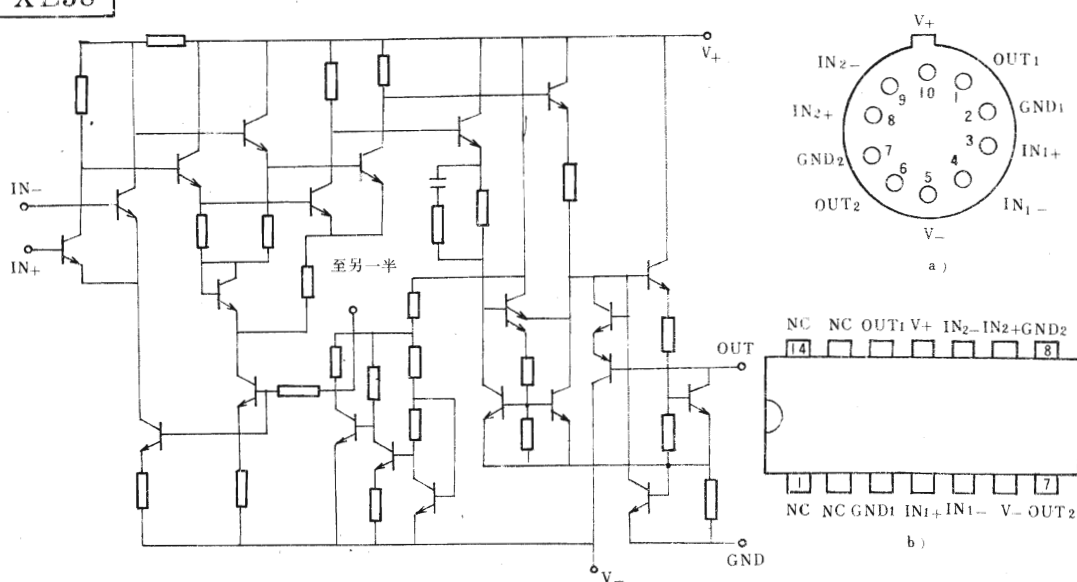 V+
IN−
IN+
至另一半
OUT
GND
V−
V+
IN2− OUT1
IN2+ GND1
GND2 IN1+
OUT2 IN1−
V−
10 1 2 3 4 5 6 7 8 9
a)
NC NC OUT1 V+ IN2− IN2+ GND2
14 8
1 7
NC NC GND1 IN1+ IN1− V− OUT2
b)